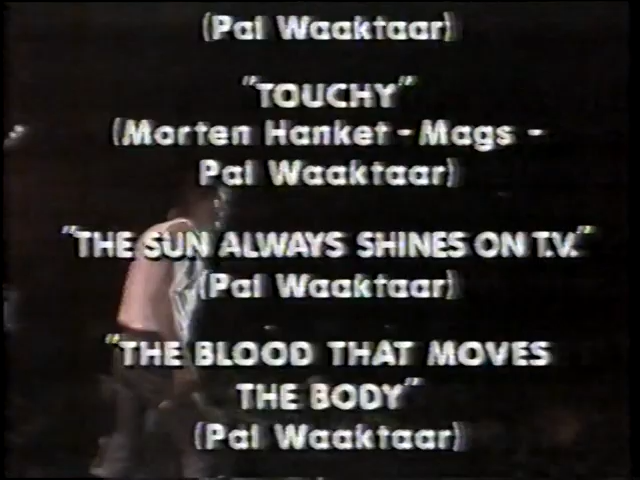 (Pal Waaktaar)
"TOUCHY"
(Morten Hanket - Mags -
Pal Waaktaar)
"THE SUN ALWAYS SHINES ON T.V."
(Pal Waaktaar)
"THE BLOOD THAT MOVES
THE BODY"
(Pal Waaktaar)